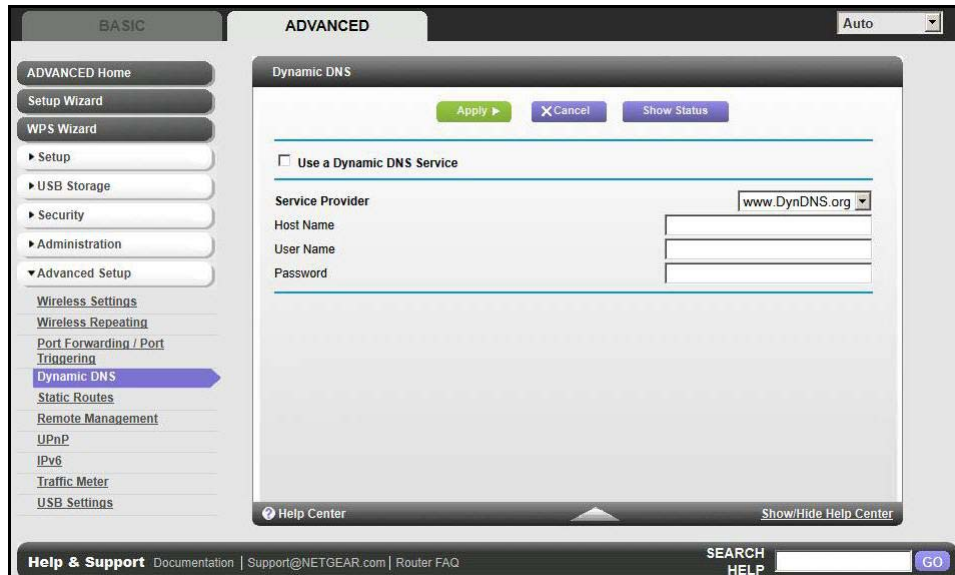 BASIC
ADVANCED
Auto
ADVANCED Home
Setup Wizard
WPS Wizard
Setup
USB Storage
Security
Administration
Advanced Setup
Wireless Settings
Wireless Repeating
Port Forwarding / Port
Triggering
Dynamic DNS
Static Routes
Remote Management
UPnP
IPv6
Traffic Meter
USB Settings
Dynamic DNS
Apply
X Cancel
Show Status
Use a Dynamic DNS Service
Service Provider
www.DynDNS.org
Host Name
User Name
Password
? Help Center
Show/Hide Help Center
Help & Support Documentation | Support@NETGEAR.com | Router FAQ
SEARCH
HELP
GO